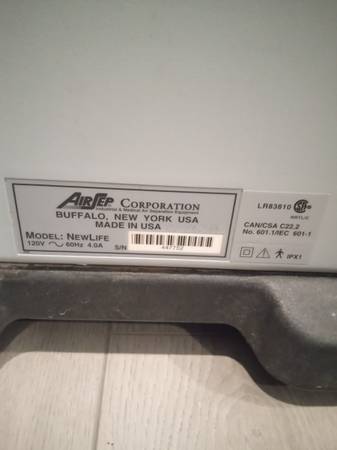 AIRSEP CORPORATION
Industrial & Medical Air Separation Equipment
BUFFALO, NEW YORK USA
MADE IN USA
MODEL: NEWLIFE
120V ~ 60Hz 4.0A S/N
LR83810
CAN/CSA C22.2
No. 601.1/IEC 601-1
IPX1